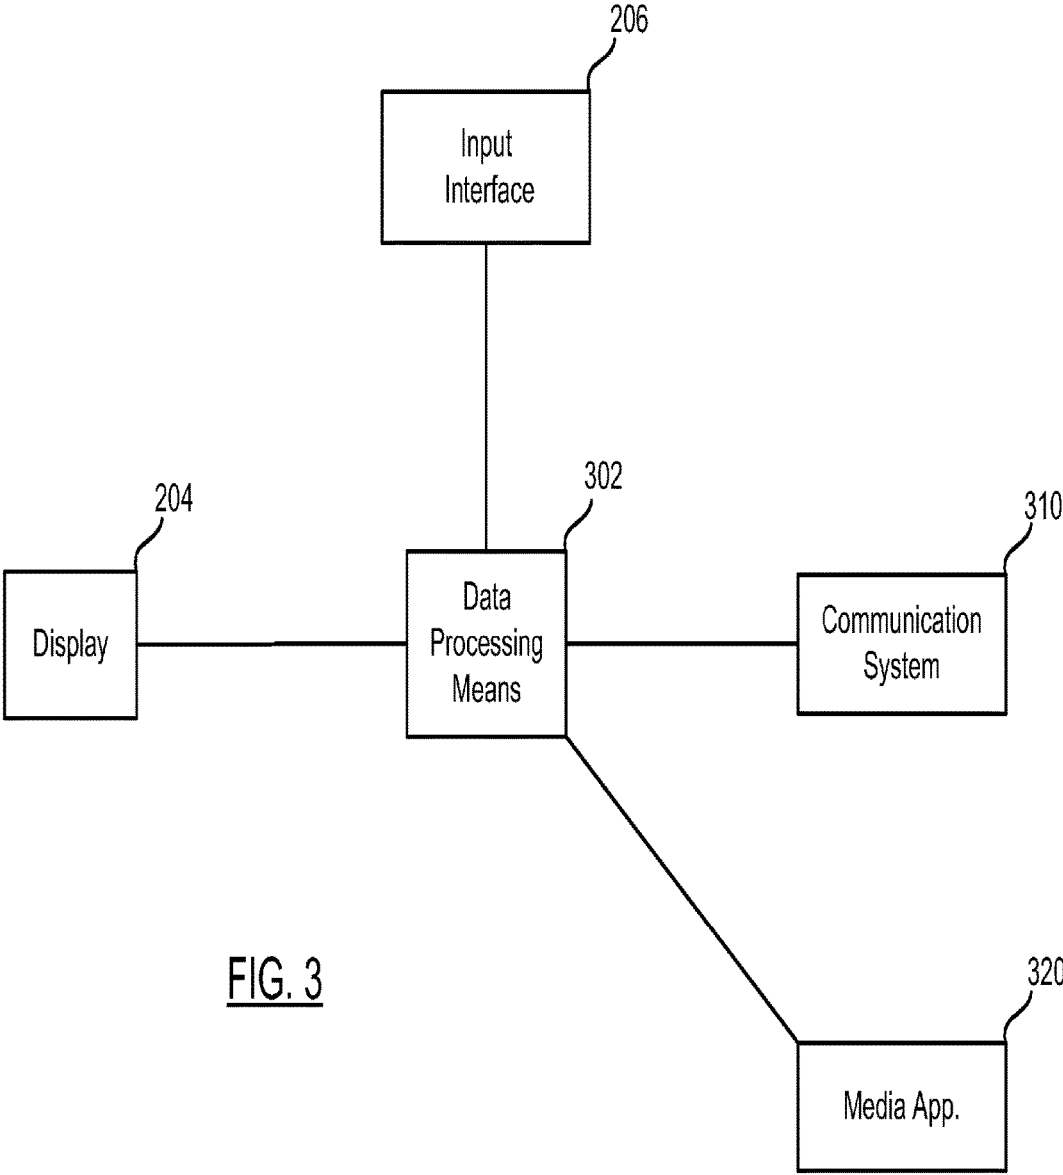 206
Input
Interface
204
302
310
Display
Data
Processing
Means
Communication
System
FIG. 3
320
Media App.